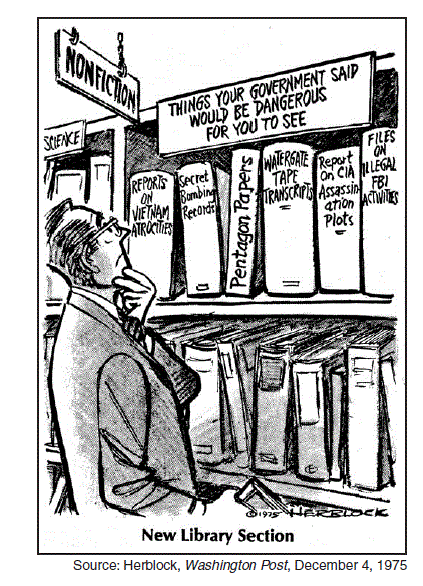 NONFICTION
THINGS YOUR GOVERNMENT SAID
WOULD BE DANGEROUS
FOR YOU TO SEE
SCIENCE
REPORTS
ON
VIETNAM
ATROCITIES
Secret
Bombing
Records
Pentagon Papers
WATERGATE
TAPE
TRANSCRIPTS
Report
on CIA
Assassin-
ation
Plots
FILES
ON
ILLEGAL
FBI
ACTIVITIES
©1975 HERBLOCK
New Library Section
Source: Herblock, Washington Post, December 4, 1975